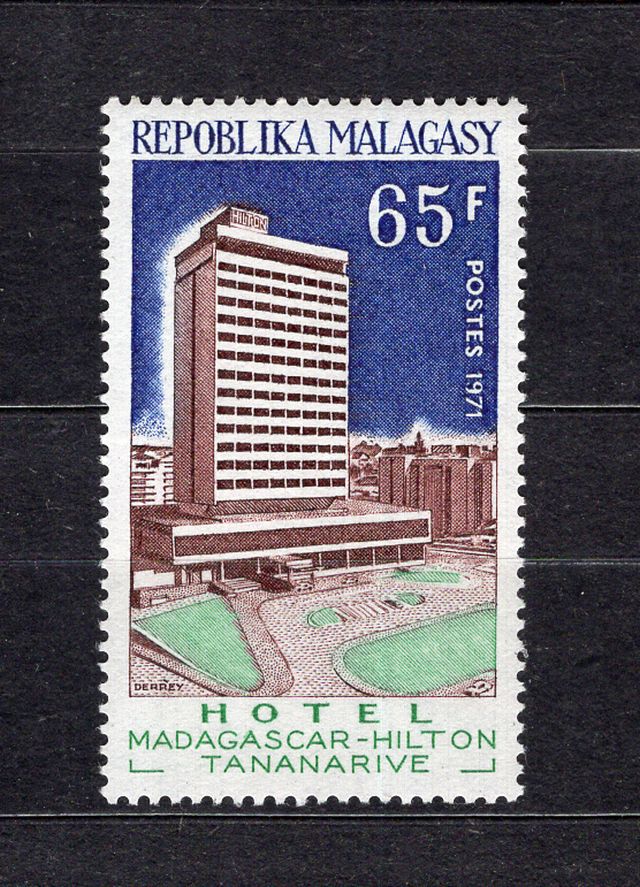 REPOBLIKA MALAGASY
65F
HILTON
POSTES 1971
DERREY
HOTEL
MADAGASCAR-HILTON
TANANARIVE